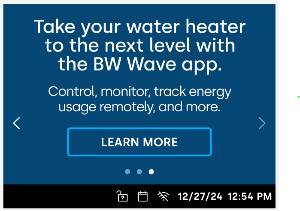 Take your water heater
to the next level with
the BW Wave app.
Control, monitor, track energy
usage remotely, and more.
LEARN MORE
12/27/24 12:54 PM